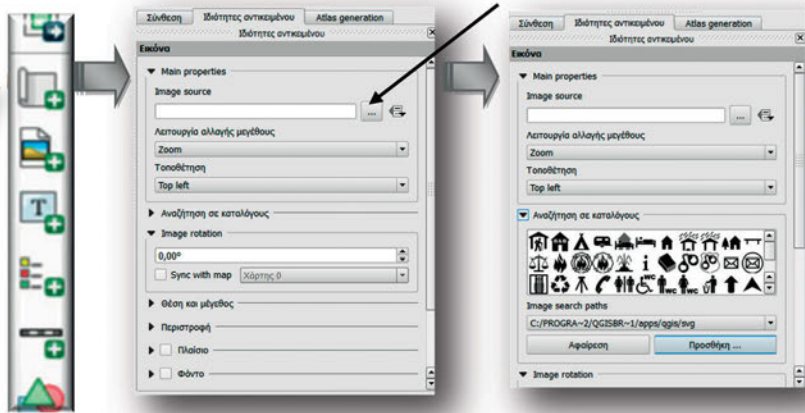 Σύνθεση Ιδιότητες αντικειμένου Atlas generation
Ιδιότητες αντικειμένου
Εικόνα
Main properties
Image source
...
Λειτουργία αλλαγής μεγέθους
Zoom
Τοποθέτηση
Top left
Αναζήτηση σε καταλόγους
Image rotation
0,00°
Sync with map Χάρτης 0
Θέση και μέγεθος
Περιστροφή
Πλαίσιο
Φόντο
T
Σύνθεση Ιδιότητες αντικειμένου Atlas generation
Ιδιότητες αντικειμένου
Εικόνα
Main properties
Image source
...
Λειτουργία αλλαγής μεγέθους
Zoom
Τοποθέτηση
Top left
Αναζήτηση σε καταλόγους
Image search paths
C:/PROGRA~2/QGISBR~1/apps/qgis/svg
Αφαίρεση Προσθήκη ...
Image rotation